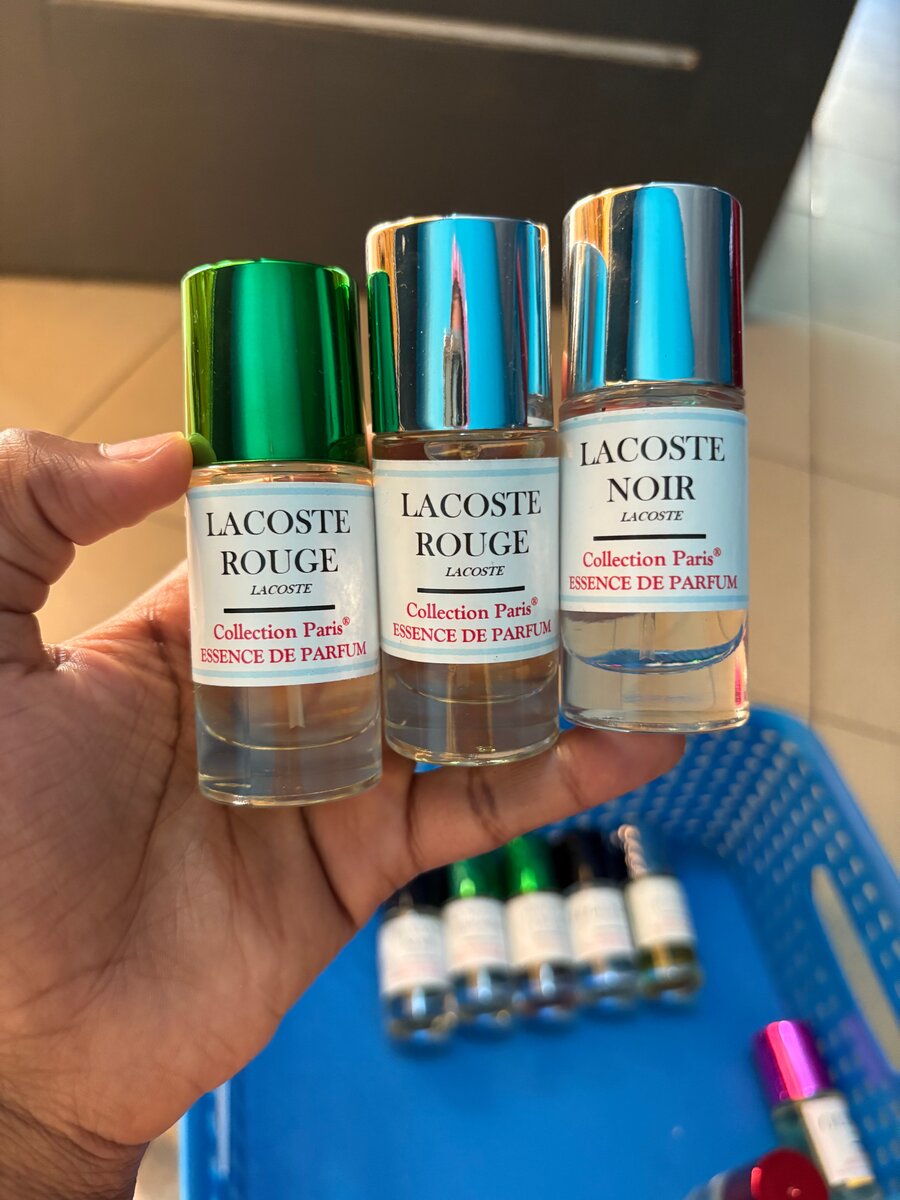 LACOSTE
ROUGE
LACOSTE
Collection Paris®
ESSENCE DE PARFUM
LACOSTE
ROUGE
LACOSTE
Collection Paris®
ESSENCE DE PARFUM
LACOSTE
NOIR
LACOSTE
Collection Paris®
ESSENCE DE PARFUM